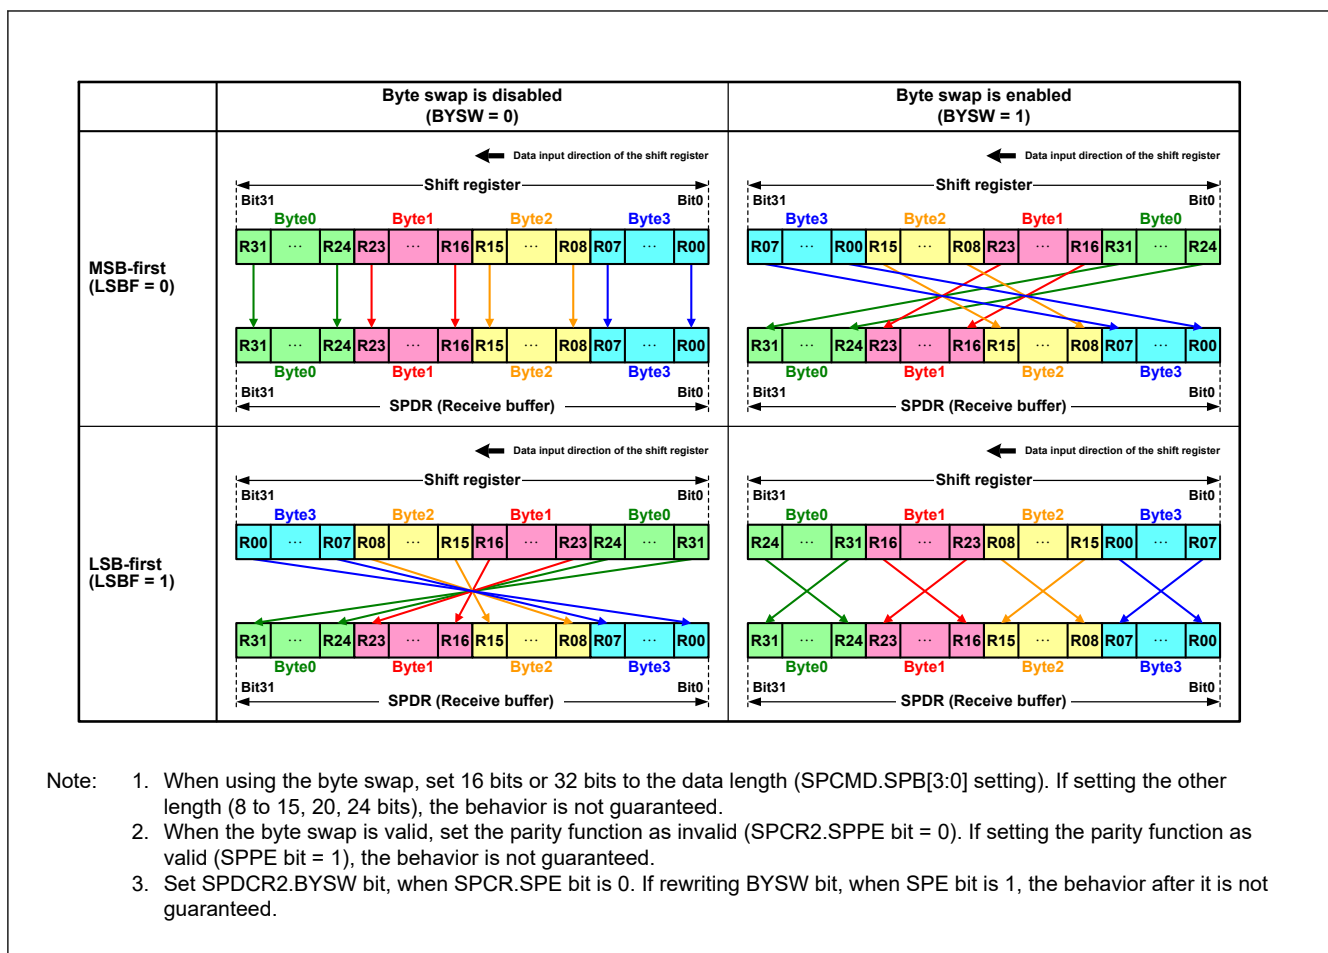 Byte swap is disabled
(BYSW = 0)
Byte swap is enabled
(BYSW = 1)
MSB-first
(LSBF = 0)
Data input direction of the shift register
Shift register
Bit31 Bit0
Byte0 Byte1 Byte2 Byte3
R31 ... R24 R23 ... R16 R15 ... R08 R07 ... R00
R31 ... R24 R23 ... R16 R15 ... R08 R07 ... R00
Byte0 Byte1 Byte2 Byte3
Bit31 Bit0
SPDR (Receive buffer)
Data input direction of the shift register
Shift register
Bit31 Bit0
Byte3 Byte2 Byte1 Byte0
R07 ... R00 R15 ... R08 R23 ... R16 R31 ... R24
R31 ... R24 R23 ... R16 R15 ... R08 R07 ... R00
Byte0 Byte1 Byte2 Byte3
Bit31 Bit0
SPDR (Receive buffer)
LSB-first
(LSBF = 1)
Data input direction of the shift register
Shift register
Bit31 Bit0
Byte3 Byte2 Byte1 Byte0
R00 ... R07 R08 ... R15 R16 ... R23 R24 ... R31
R31 ... R24 R23 ... R16 R15 ... R08 R07 ... R00
Byte0 Byte1 Byte2 Byte3
Bit31 Bit0
SPDR (Receive buffer)
Data input direction of the shift register
Shift register
Bit31 Bit0
Byte0 Byte1 Byte2 Byte3
R24 ... R31 R16 ... R23 R08 ... R15 R00 ... R07
R31 ... R24 R23 ... R16 R15 ... R08 R07 ... R00
Byte0 Byte1 Byte2 Byte3
Bit31 Bit0
SPDR (Receive buffer)
Note: 1. When using the byte swap, set 16 bits or 32 bits to the data length (SPCMD.SPB[3:0] setting). If setting the other
length (8 to 15, 20, 24 bits), the behavior is not guaranteed.
2. When the byte swap is valid, set the parity function as invalid (SPCR2.SPPE bit = 0). If setting the parity function as
valid (SPPE bit = 1), the behavior is not guaranteed.
3. Set SPDCR2.BYSW bit, when SPCR.SPE bit is 0. If rewriting BYSW bit, when SPE bit is 1, the behavior after it is not
guaranteed.